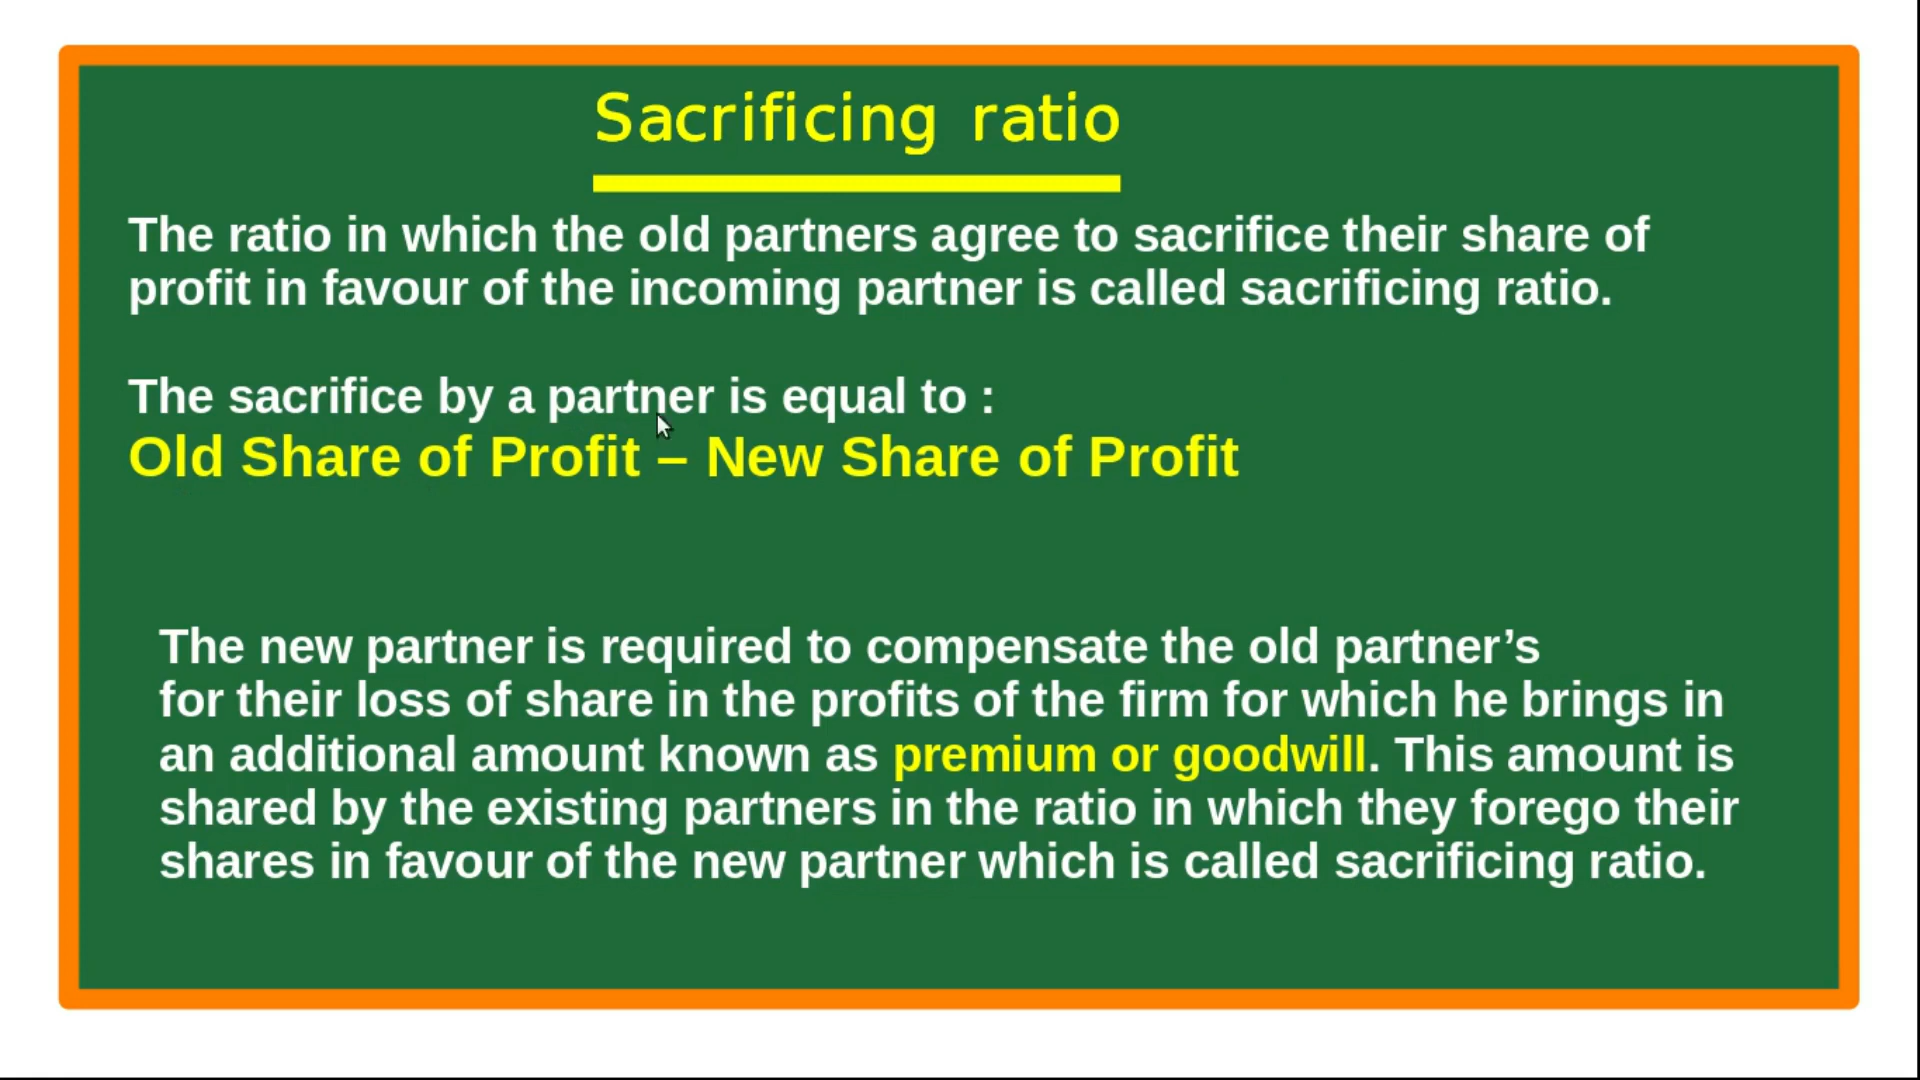 Sacrificing ratio
The ratio in which the old partners agree to sacrifice their share of
profit in favour of the incoming partner is called sacrificing ratio.
The sacrifice by a partner is equal to :
Old Share of Profit – New Share of Profit
The new partner is required to compensate the old partner’s
for their loss of share in the profits of the firm for which he brings in
an additional amount known as premium or goodwill. This amount is
shared by the existing partners in the ratio in which they forego their
shares in favour of the new partner which is called sacrificing ratio.